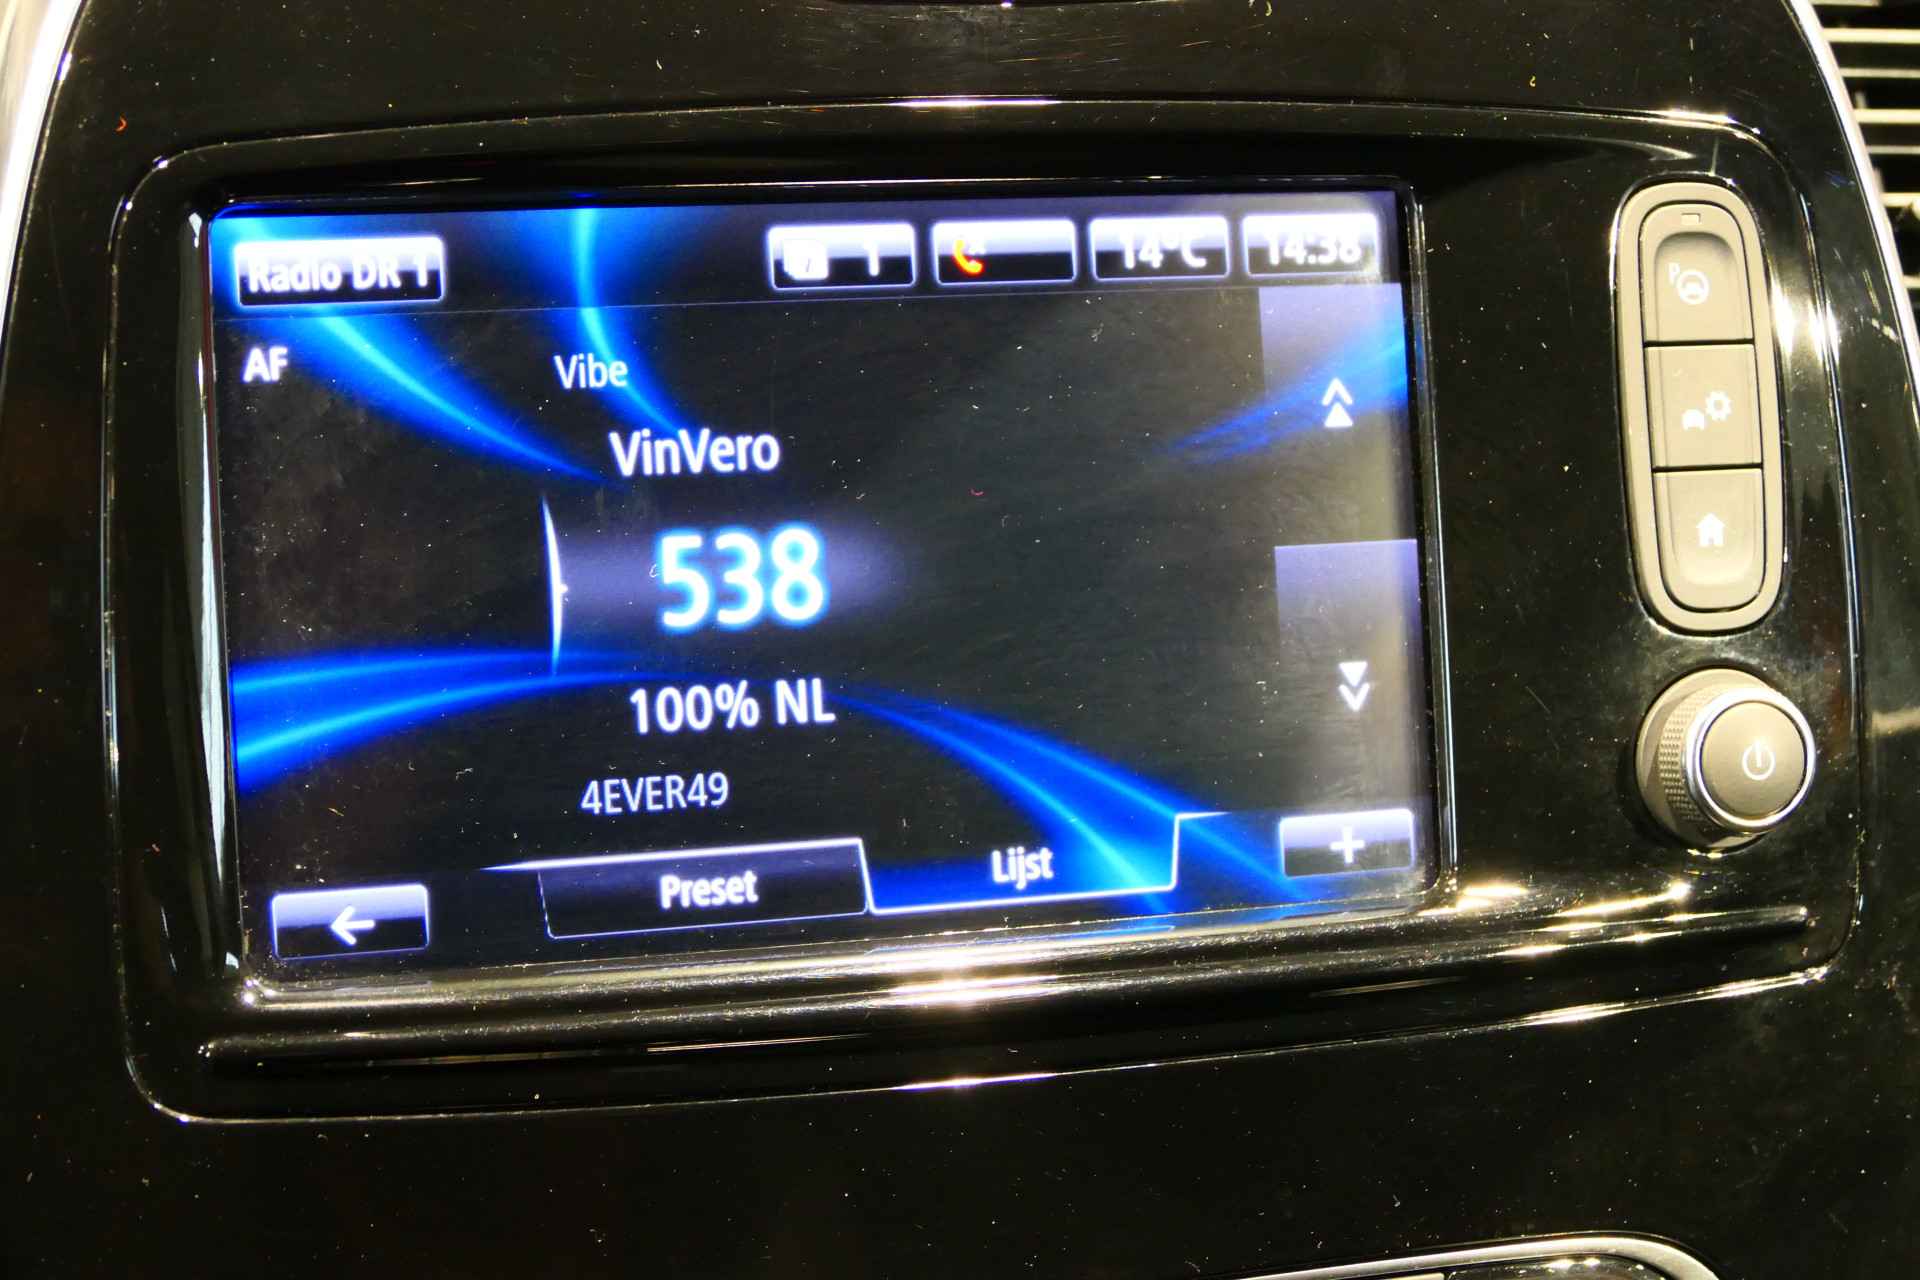 Radio DR 1
1
14°C
14:38
AF
Vibe
VinVero
538
100% NL
4EVER49
Preset
Lijst
P